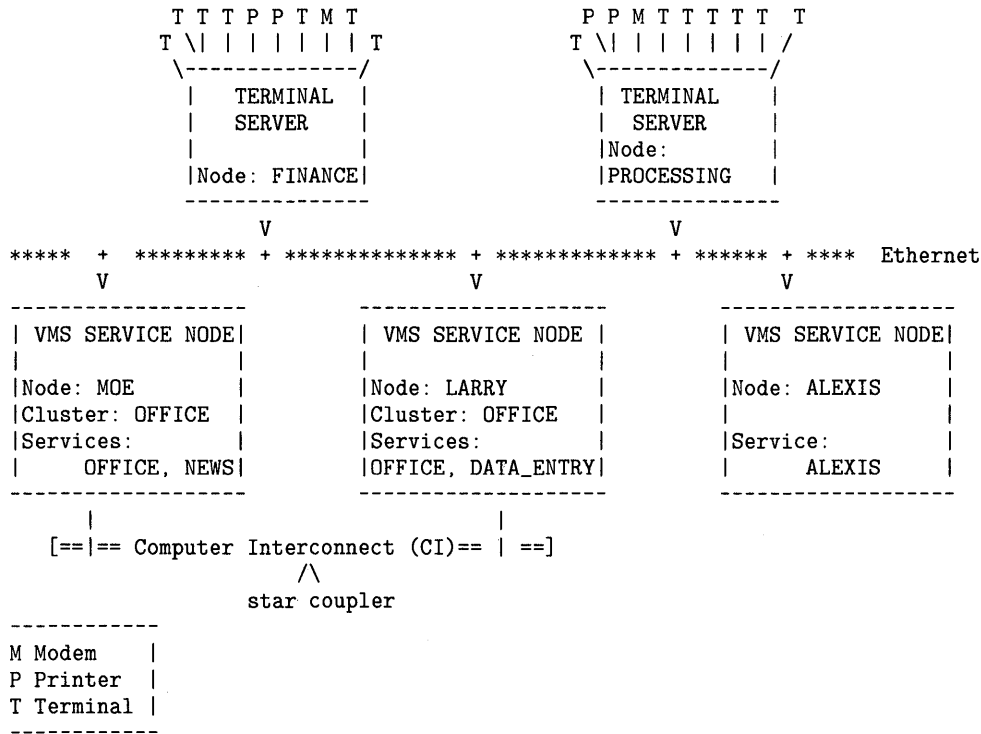 T T T P P T M T P P M T T T T T T
T \| | | | | | | T T \| | | | | | | /
\--------------/ \--------------/
| TERMINAL | | TERMINAL |
| SERVER | | SERVER |
| | |Node: |
|Node: FINANCE| |PROCESSING |
--------------- ---------------
V V
***** + ********* + ************** + ************* + ****** + **** Ethernet
V V V
------------------- -------------------- -------------------
| VMS SERVICE NODE| | VMS SERVICE NODE | | VMS SERVICE NODE|
| | | | | |
|Node: MOE | |Node: LARRY | |Node: ALEXIS |
|Cluster: OFFICE | |Cluster: OFFICE | | |
|Services: | |Services: | |Service: |
| OFFICE, NEWS| |OFFICE, DATA_ENTRY| | ALEXIS |
------------------- -------------------- -------------------
| |
[==|== Computer Interconnect (CI)== | ==]
/\
star coupler
------------
M Modem |
P Printer |
T Terminal |
------------